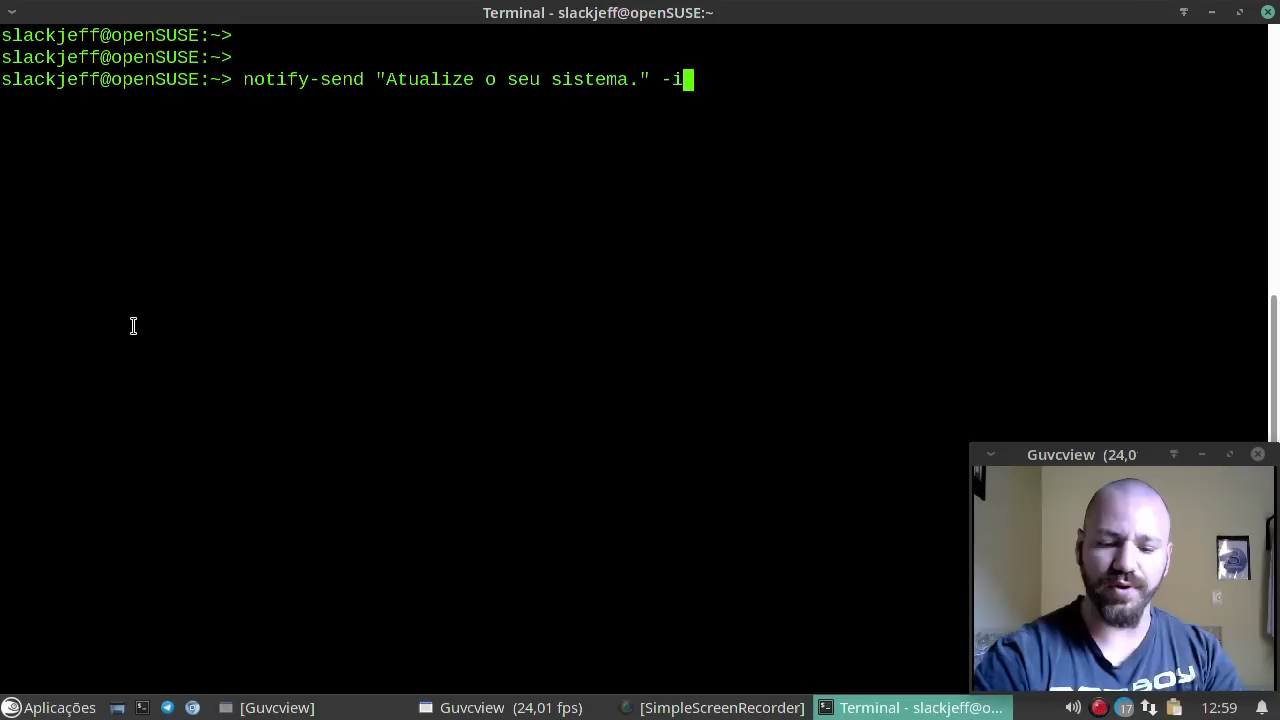 Terminal - slackjeff@openSUSE:~
slackjeff@openSUSE:~>
slackjeff@openSUSE:~>
slackjeff@openSUSE:~> notify-send "Atualize o seu sistema." -i
Guvcview (24,0
Aplicações
[Guvcview]
Guvcview (24,01 fps)
[SimpleScreenRecorder]
Terminal - slackjeff@o...
17
12:59